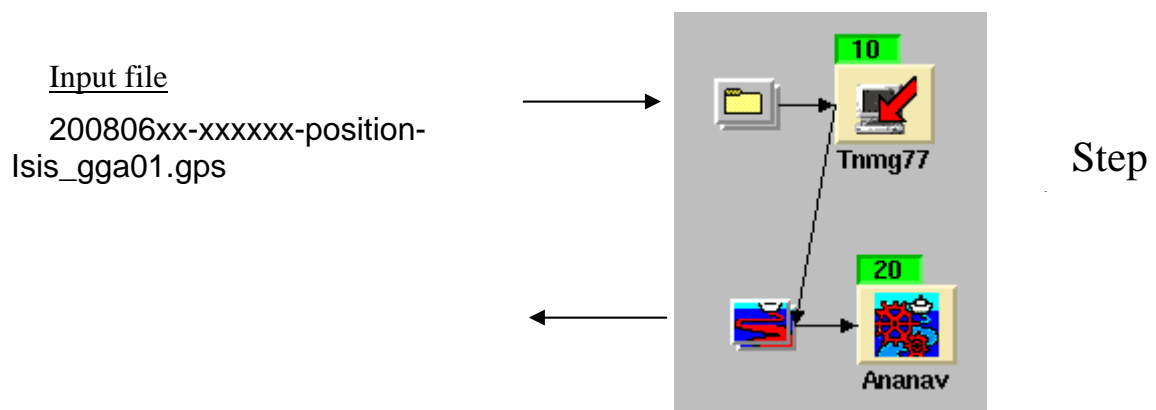 Input file
200806xx-xxxxxx-position-
Isis_gga01.gps
10
Tnmg77
Step
20
Ananav